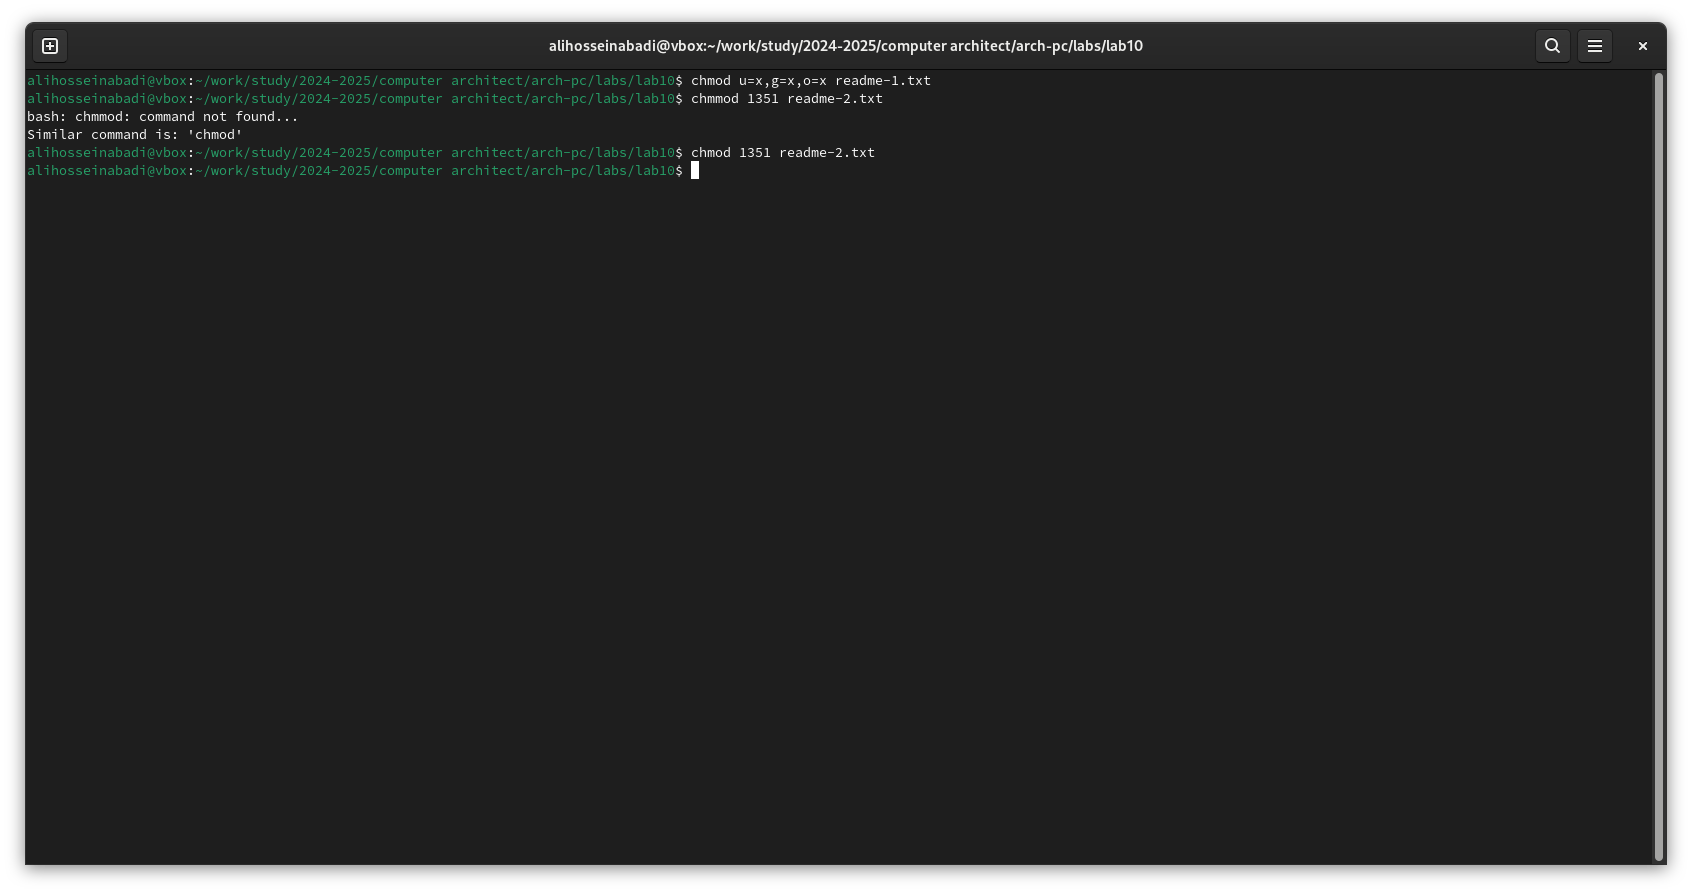 alihosseinabadi@vbox:~/work/study/2024-2025/computer architect/arch-pc/labs/lab10
alihosseinabadi@vbox:~/work/study/2024-2025/computer architect/arch-pc/labs/lab10$ chmod u=x,g=x,o=x readme-1.txt
alihosseinabadi@vbox:~/work/study/2024-2025/computer architect/arch-pc/labs/lab10$ chmmod 1351 readme-2.txt
bash: chmmod: command not found...
Similar command is: 'chmod'
alihosseinabadi@vbox:~/work/study/2024-2025/computer architect/arch-pc/labs/lab10$ chmod 1351 readme-2.txt
alihosseinabadi@vbox:~/work/study/2024-2025/computer architect/arch-pc/labs/lab10$